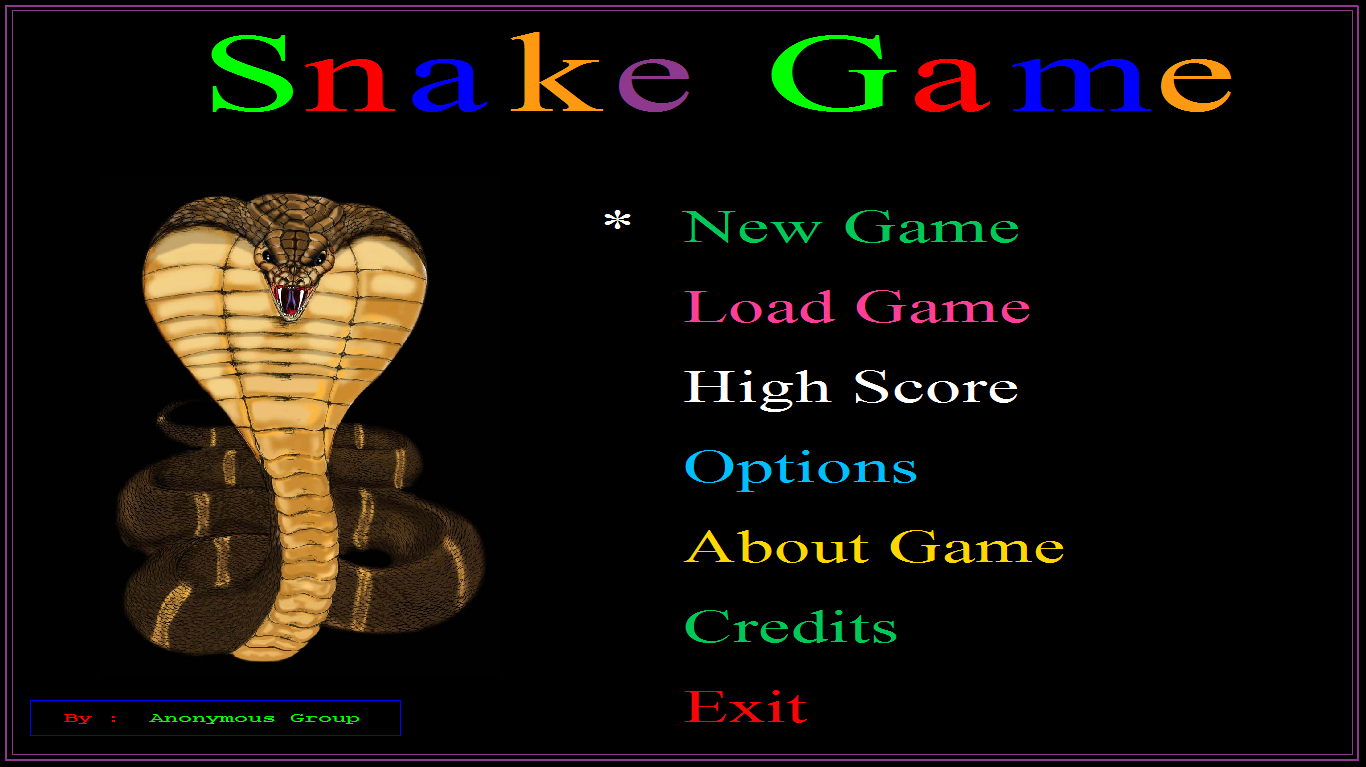 Snake Game
* New Game
Load Game
High Score
Options
About Game
Credits
Exit
By : Anonymous Group